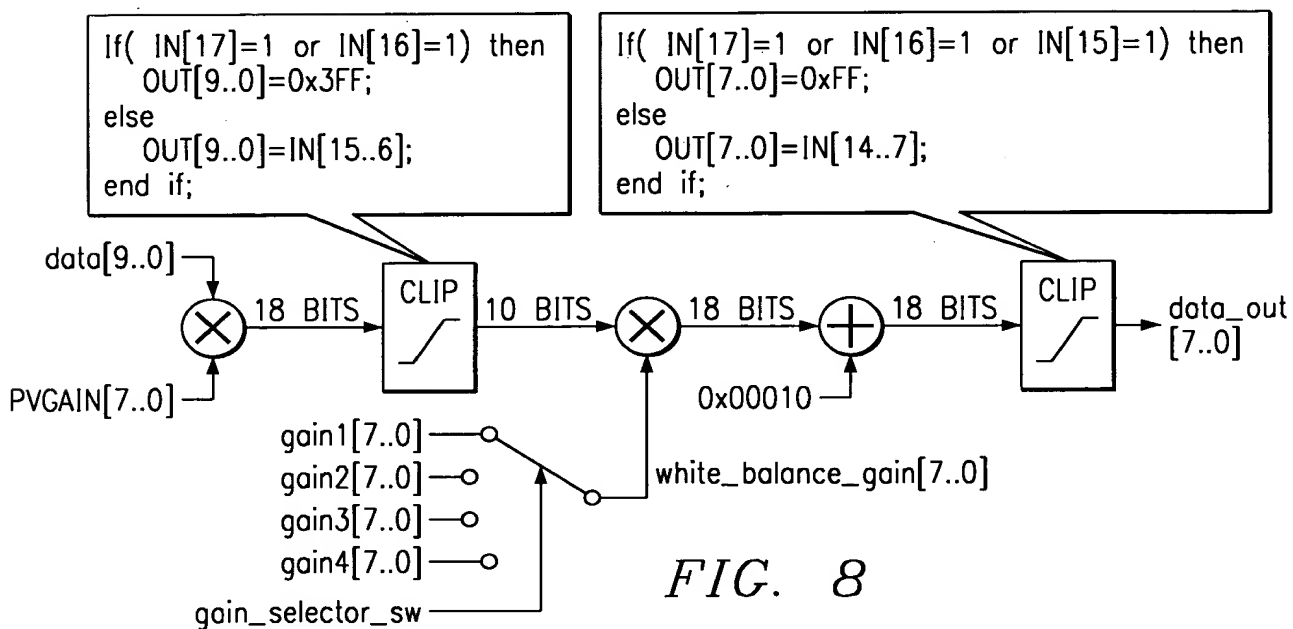 If( IN[17]=1 or IN[16]=1) then
OUT[9..0]=0x3FF;
else
OUT[9..0]=IN[15..6];
end if;
If( IN[17]=1 or IN[16]=1 or IN[15]=1) then
OUT[7..0]=0xFF;
else
OUT[7..0]=IN[14..7];
end if;
data[9..0]
PVGAIN[7..0]
18 BITS
CLIP
10 BITS
18 BITS
0x00010
18 BITS
CLIP
data_out
[7..0]
gain1[7..0]
gain2[7..0]
gain3[7..0]
gain4[7..0]
gain_selector_sw
white_balance_gain[7..0]
FIG. 8